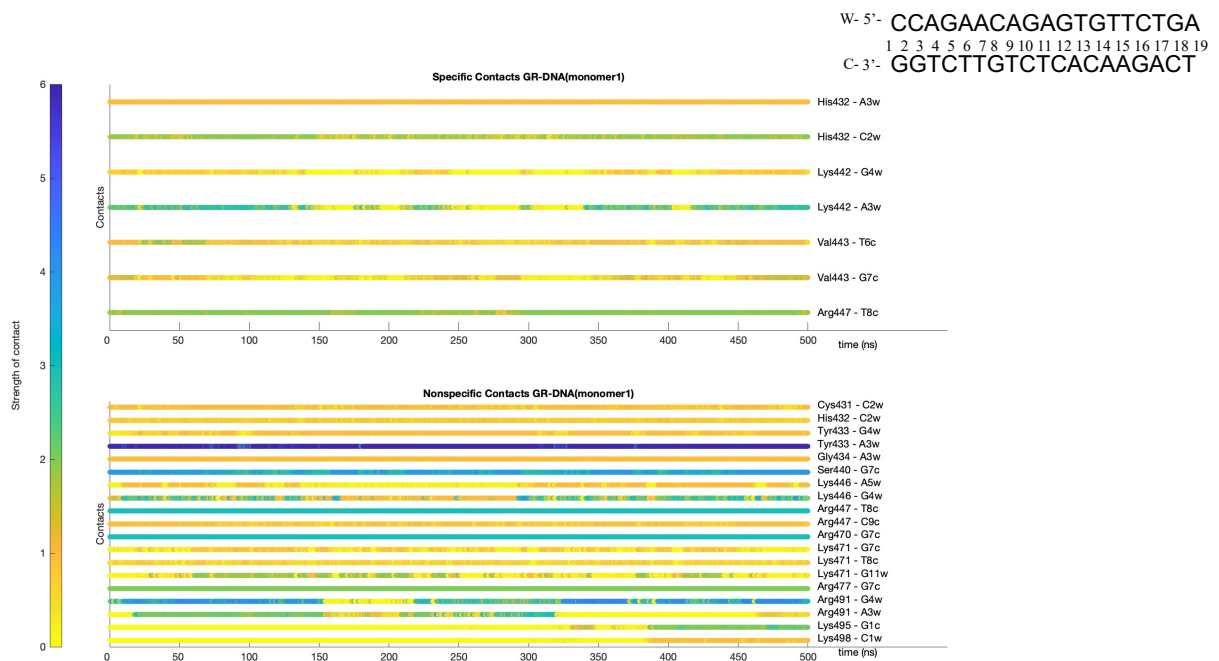 W- 5'- CCAGAACAGAGTGTTCTGA
1 2 3 4 5 6 7 8 9 10 11 12 13 14 15 16 17 18 19
C- 3'- GGTCTTGTCTCACAAGACT
Specific Contacts GR-DNA(monomer1)
His432 - A3w
His432 - C2w
Lys442 - G4w
Lys442 - A3w
Val443 - T6c
Val443 - G7c
Arg447 - T8c
Contacts
0 50 100 150 200 250 300 350 400 450 500
time (ns)
Strength of contact
6
5
4
3
2
1
0
Nonspecific Contacts GR-DNA(monomer1)
Cys431 - C2w
His432 - C2w
Tyr433 - G4w
Tyr433 - A3w
Gly434 - A3w
Ser440 - G7c
Lys446 - A5w
Lys446 - G4w
Arg447 - T8c
Arg447 - C9c
Arg470 - G7c
Lys471 - G7c
Lys471 - T8c
Lys471 - G11w
Arg477 - G7c
Arg491 - G4w
Arg491 - A3w
Lys495 - G1c
Lys498 - C1w
Contacts
0 50 100 150 200 250 300 350 400 450 500
time (ns)